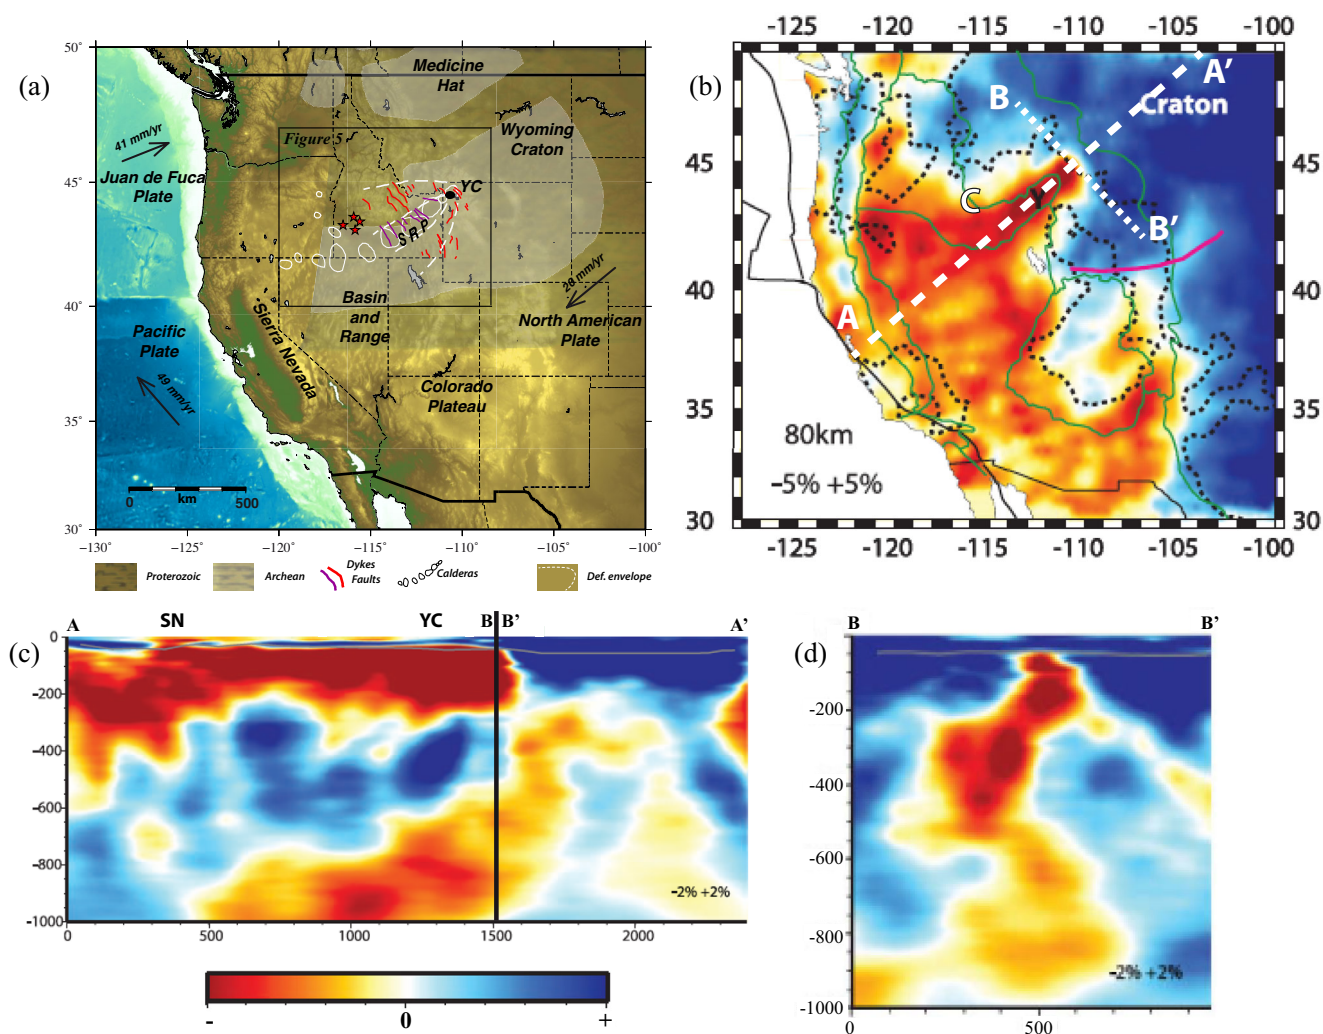 (a)
50°
45°
40°
35°
30°
−130°
−125°
−120°
−115°
−110°
−105°
−100°
Medicine
Hat
Wyoming
Craton
Figure 5
41 mm/yr
Juan de Fuca
Plate
YC
SRP
38 mm/yr
Basin
and
Range
North American
Plate
Pacific
Plate
49 mm/yr
Sierra Nevada
Colorado
Plateau
0 km 500
Proterozoic
Archean
Dykes
Faults
Calderas
Def. envelope
(b)
-125 -120 -115 -110 -105 -100
A’
Craton
B
45 45
C
B’
40 40
A
35 35
80km
-5% +5%
30 30
-125 -120 -115 -110 -105 -100
(c)
A SN YC B B’ A’
0
-200
-400
-600
-800
-1000
-2% +2%
0 500 1000 1500 2000
- 0 +
(d)
B B’
0
-200
-400
-600
-800
-1000
-2% +2%
0 500